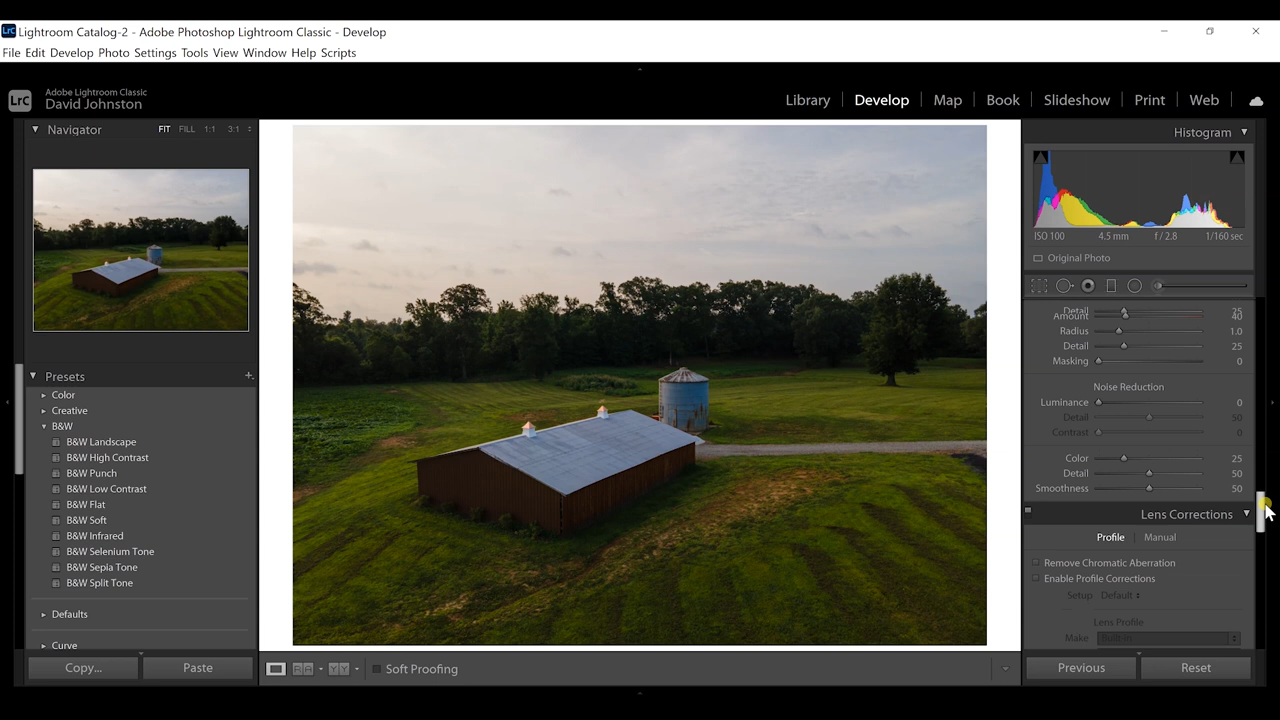 LrC Lightroom Catalog-2 - Adobe Photoshop Lightroom Classic - Develop
File Edit Develop Photo Settings Tools View Window Help Scripts
LrC
Adobe Lightroom Classic
David Johnston
Library | Develop | Map | Book | Slideshow | Print | Web |
Navigator FIT FILL 1:1 3:1
Presets +
Color
Creative
B&W
B&W Landscape
B&W High Contrast
B&W Punch
B&W Low Contrast
B&W Flat
B&W Soft
B&W Infrared
B&W Selenium Tone
B&W Sepia Tone
B&W Split Tone
Defaults
Curve
Copy... Paste
Soft Proofing
Histogram
ISO 100 4.5 mm f / 2.8 1/160 sec
Original Photo
Detail 25
Amount 40
Radius 1.0
Detail 25
Masking 0
Noise Reduction
Luminance 0
Detail 50
Contrast 0
Color 25
Detail 50
Smoothness 50
Lens Corrections
Profile | Manual
Remove Chromatic Aberration
Enable Profile Corrections
Setup Default
Lens Profile
Make Built-in
Previous Reset